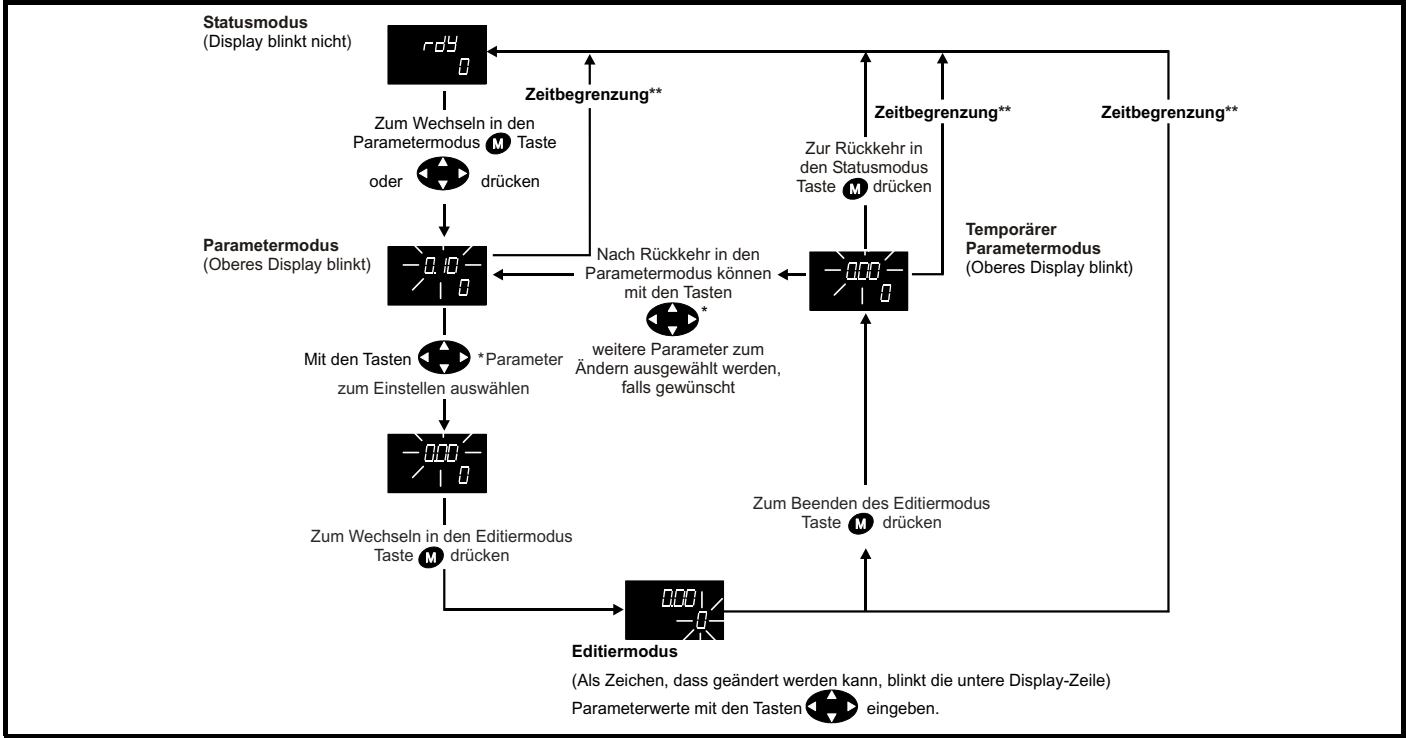 Statusmodus
(Display blinkt nicht)
rdY
0
Zeitbegrenzung**
Zum Wechseln in den
Parametermodus M Taste
oder drücken
Zeitbegrenzung**
Zeitbegrenzung**
Zur Rückkehr in
den Statusmodus
Taste M drücken
Parametermodus
(Oberes Display blinkt)
0.10
0
Nach Rückkehr in den
Parametermodus können
mit den Tasten
*
weitere Parameter zum
Ändern ausgewählt werden,
falls gewünscht
0.00
0
Temporärer
Parametermodus
(Oberes Display blinkt)
Mit den Tasten *Parameter
zum Einstellen auswählen
0.00
0
Zum Wechseln in den Editiermodus
Taste M drücken
Zum Beenden des Editiermodus
Taste M drücken
0.00
0
Editiermodus
(Als Zeichen, dass geändert werden kann, blinkt die untere Display-Zeile)
Parameterwerte mit den Tasten eingeben.